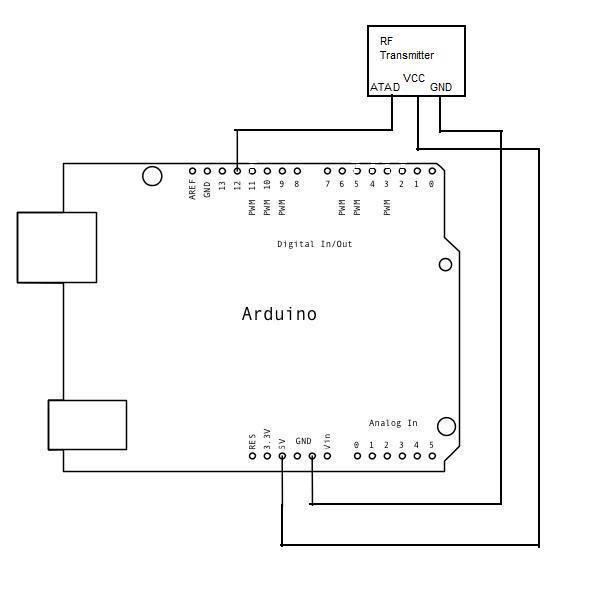 RF
Transmitter
VCC
ATAD GND
AREF GND 13 12 11 10 9 8 7 6 5 4 3 2 1 0
PWM PWM PWM PWM PWM PWM
Digital In/Out
Arduino
Analog In
RES 3.3V 5V GND Vin 0 1 2 3 4 5